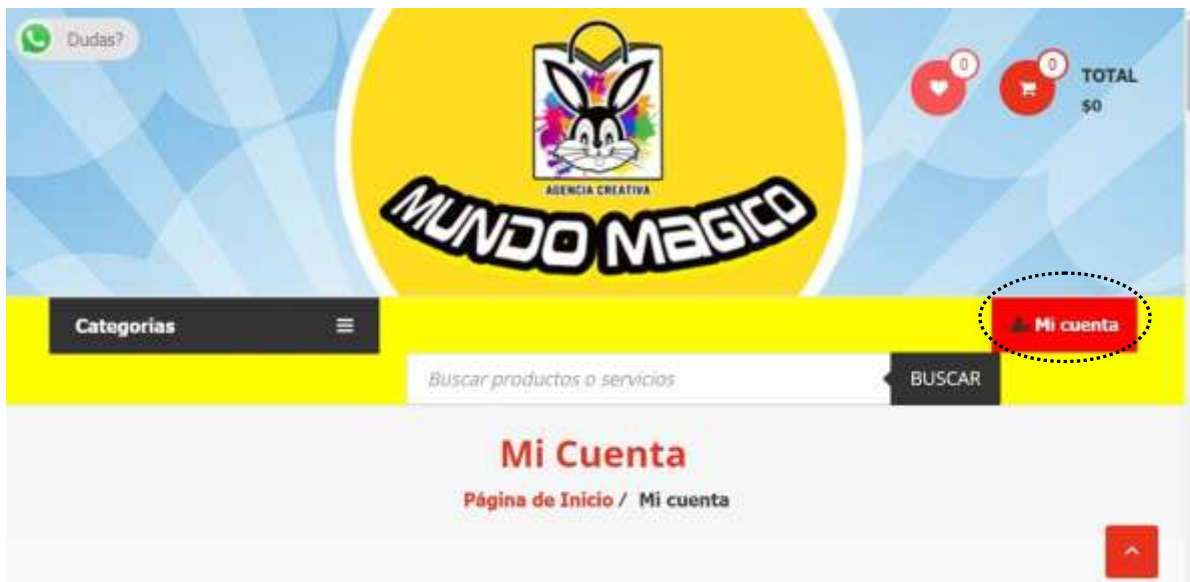 Dudas?
0
0
TOTAL
$0
AGENCIA CREATIVA
MUNDO MAGICO
Categorias
Mi cuenta
Buscar productos o servicios
BUSCAR
Mi Cuenta
Página de Inicio / Mi cuenta